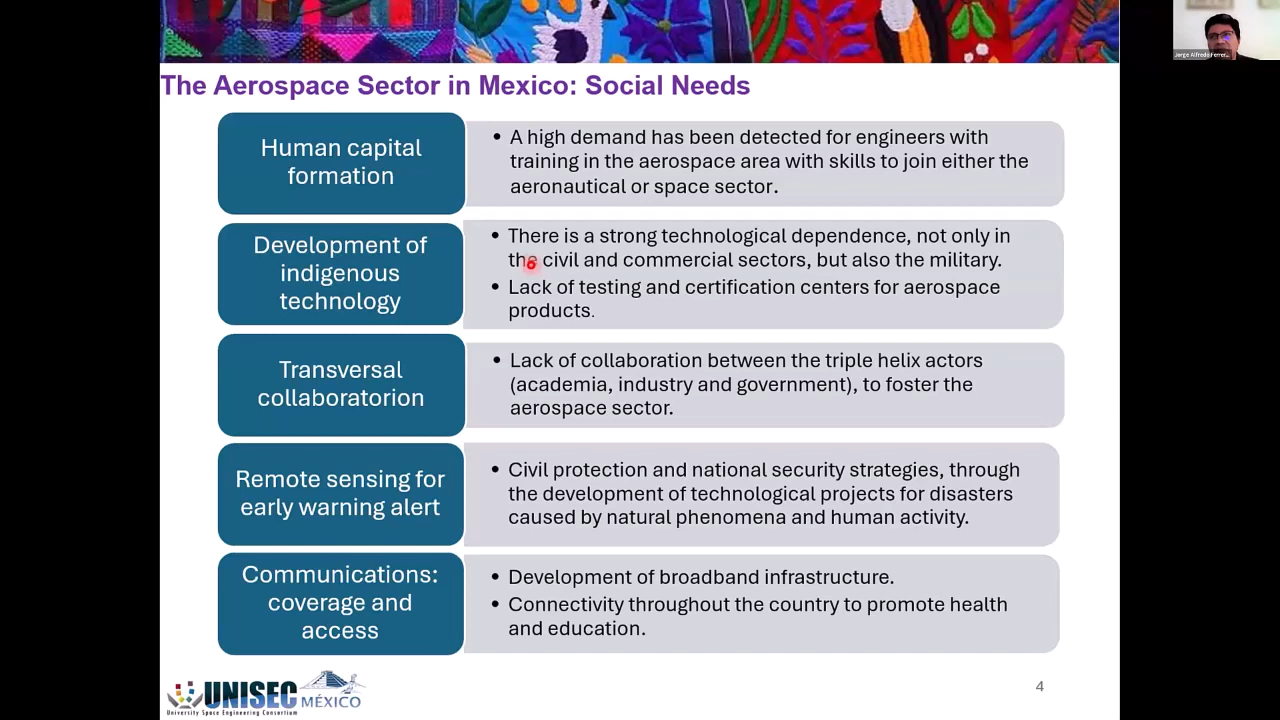 Jorge Alfredo Ferrer...
The Aerospace Sector in Mexico: Social Needs
Human capital
formation
• A high demand has been detected for engineers with
training in the aerospace area with skills to join either the
aeronautical or space sector.
Development of
indigenous
technology
• There is a strong technological dependence, not only in
the civil and commercial sectors, but also the military.
• Lack of testing and certification centers for aerospace
products.
Transversal
collaboratorion
• Lack of collaboration between the triple helix actors
(academia, industry and government), to foster the
aerospace sector.
Remote sensing for
early warning alert
• Civil protection and national security strategies, through
the development of technological projects for disasters
caused by natural phenomena and human activity.
Communications:
coverage and
access
• Development of broadband infrastructure.
• Connectivity throughout the country to promote health
and education.
UNISEC MÉXICO
University Space Engineering Consortium
4